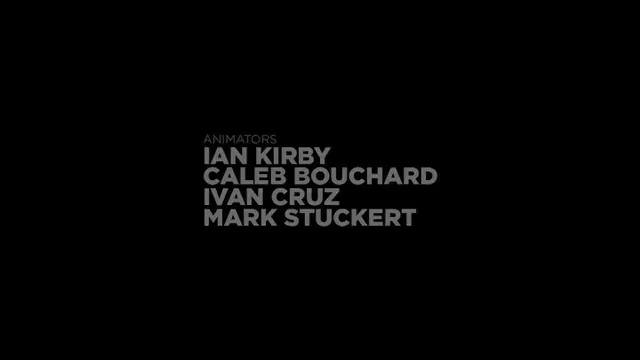 ANIMATORS
IAN KIRBY
CALEB BOUCHARD
IVAN CRUZ
MARK STUCKERT